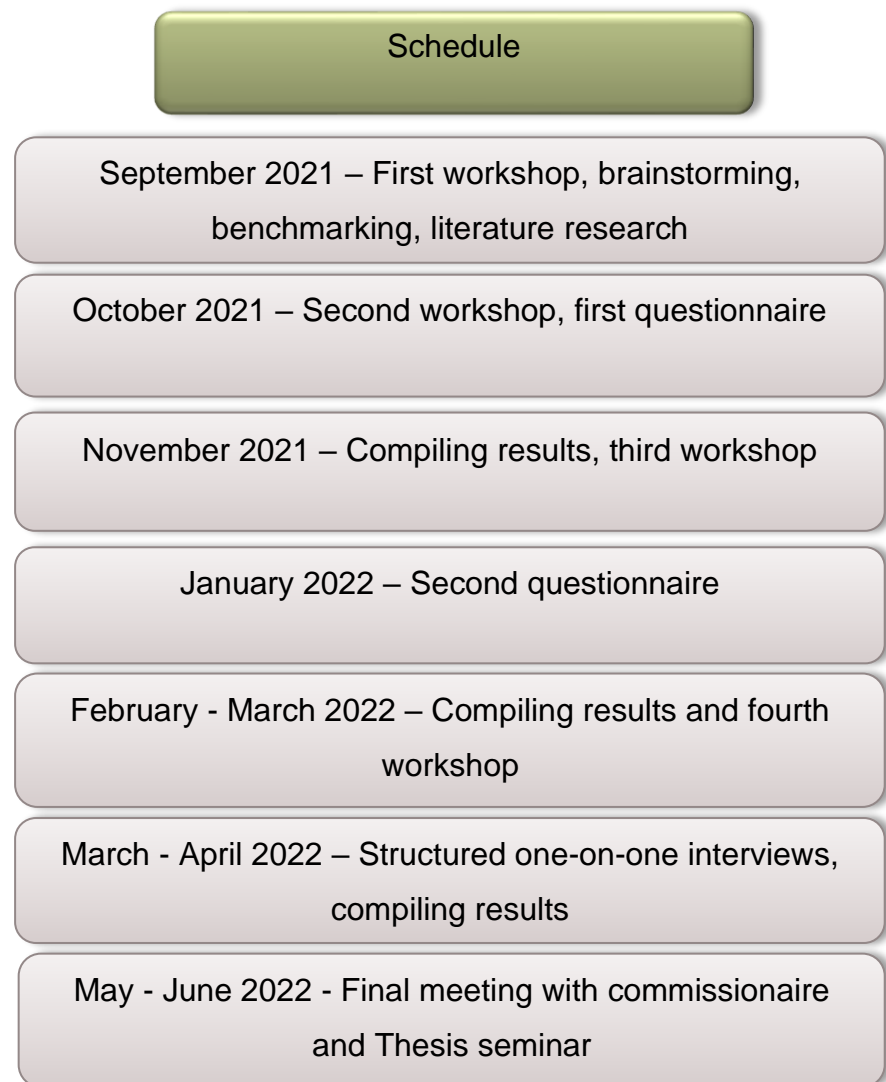 Schedule
September 2021 – First workshop, brainstorming,
benchmarking, literature research
October 2021 – Second workshop, first questionnaire
November 2021 – Compiling results, third workshop
January 2022 – Second questionnaire
February - March 2022 – Compiling results and fourth
workshop
March - April 2022 – Structured one-on-one interviews,
compiling results
May - June 2022 - Final meeting with commissionaire
and Thesis seminar